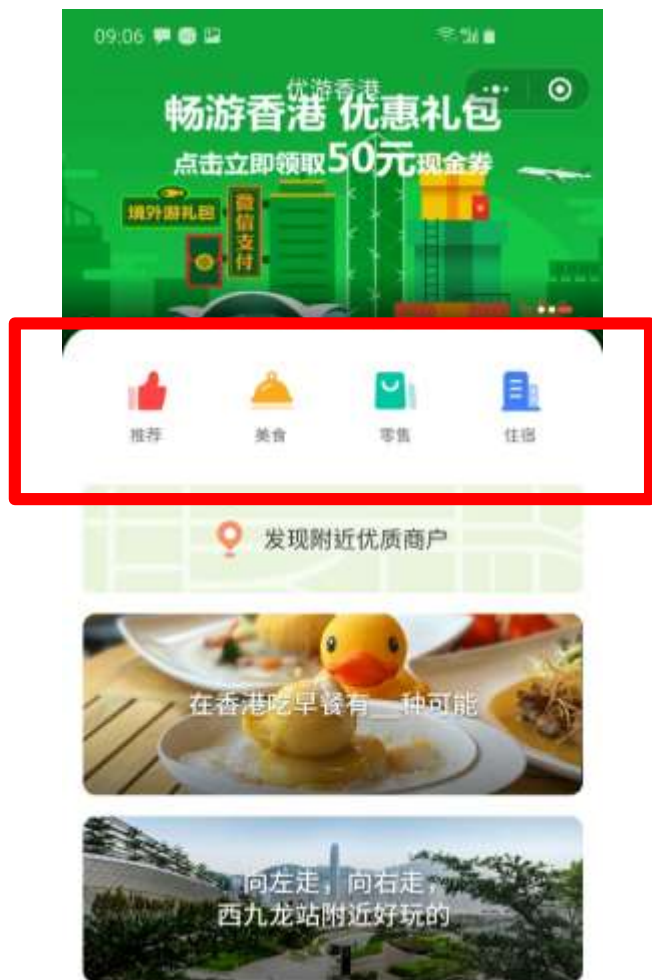 09:06
优游香港
畅游香港 优惠礼包
点击立即领取50元现金券
境外游礼包
微信支付
推荐
美食
零售
住宿
发现附近优质商户
在香港吃早餐有__种可能
向左走，向右走，
西九龙站附近好玩的